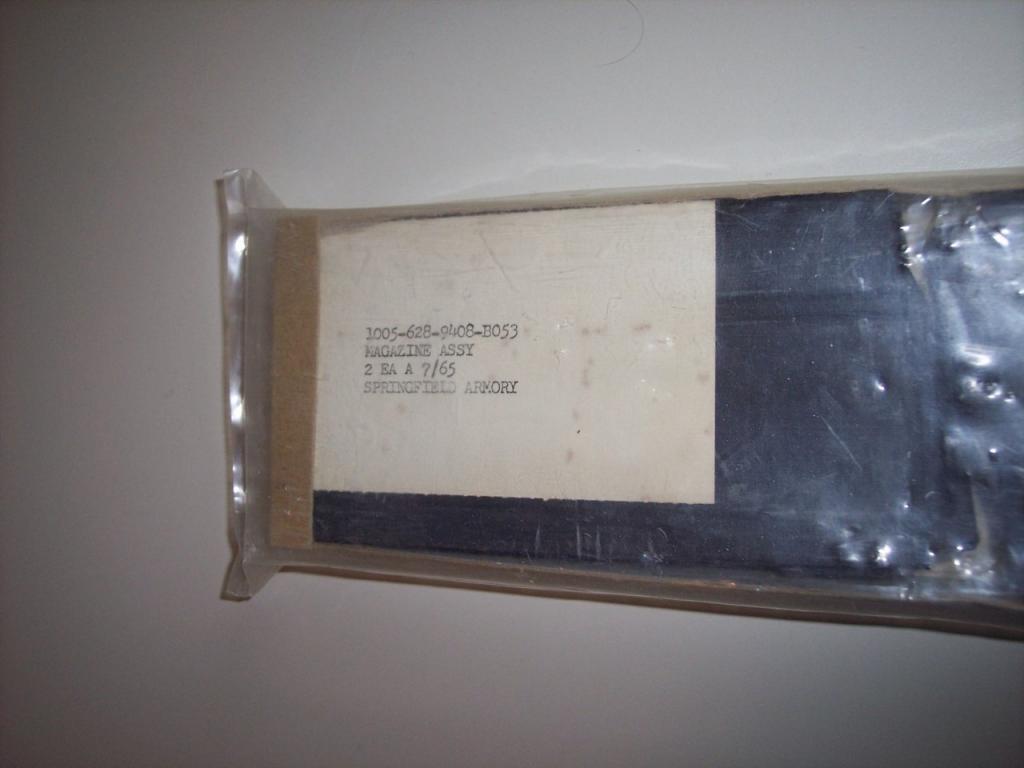 1005-628-9408-B053
MAGAZINE ASSY
2 EA A 7/65
SPRINGFIELD ARMORY